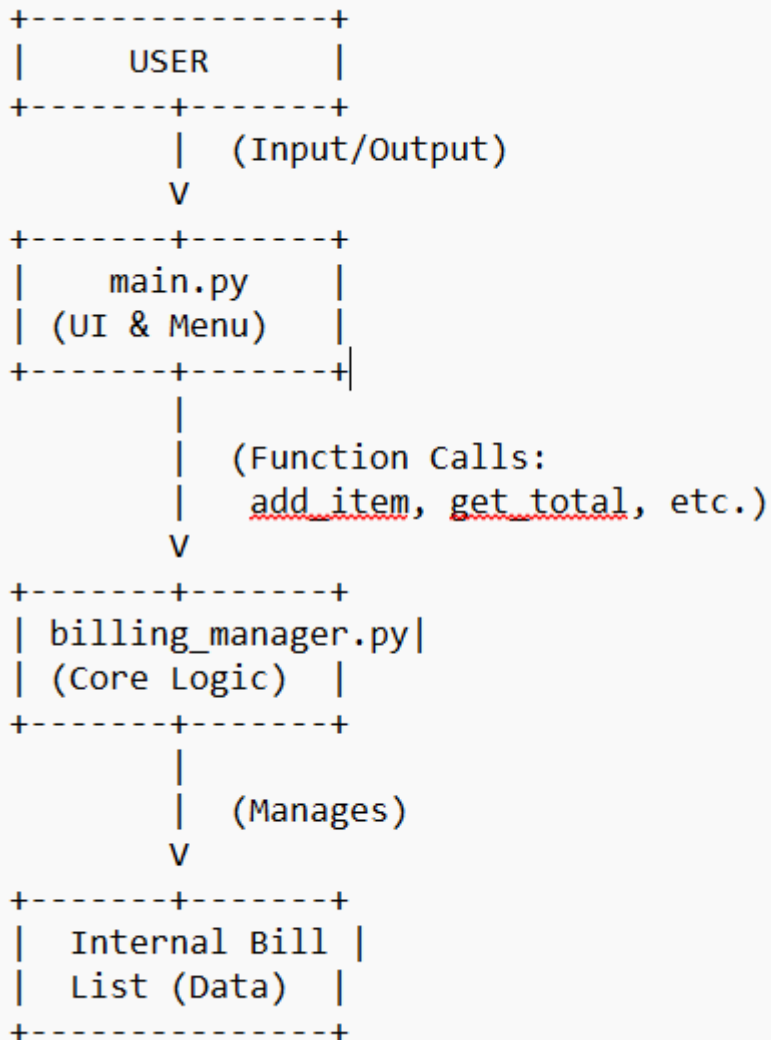 +---------------+
|     USER      |
+-------+-------+
        |  (Input/Output)
        v
+-------+-------+
|    main.py    |
| (UI & Menu)   |
+-------+-------+
        |
        |  (Function Calls:
        |   add_item, get_total, etc.)
        v
+-------+-------+
| billing_manager.py|
| (Core Logic)  |
+-------+-------+
        |
        |  (Manages)
        v
+-------+-------+
|  Internal Bill |
|  List (Data)  |
+---------------+